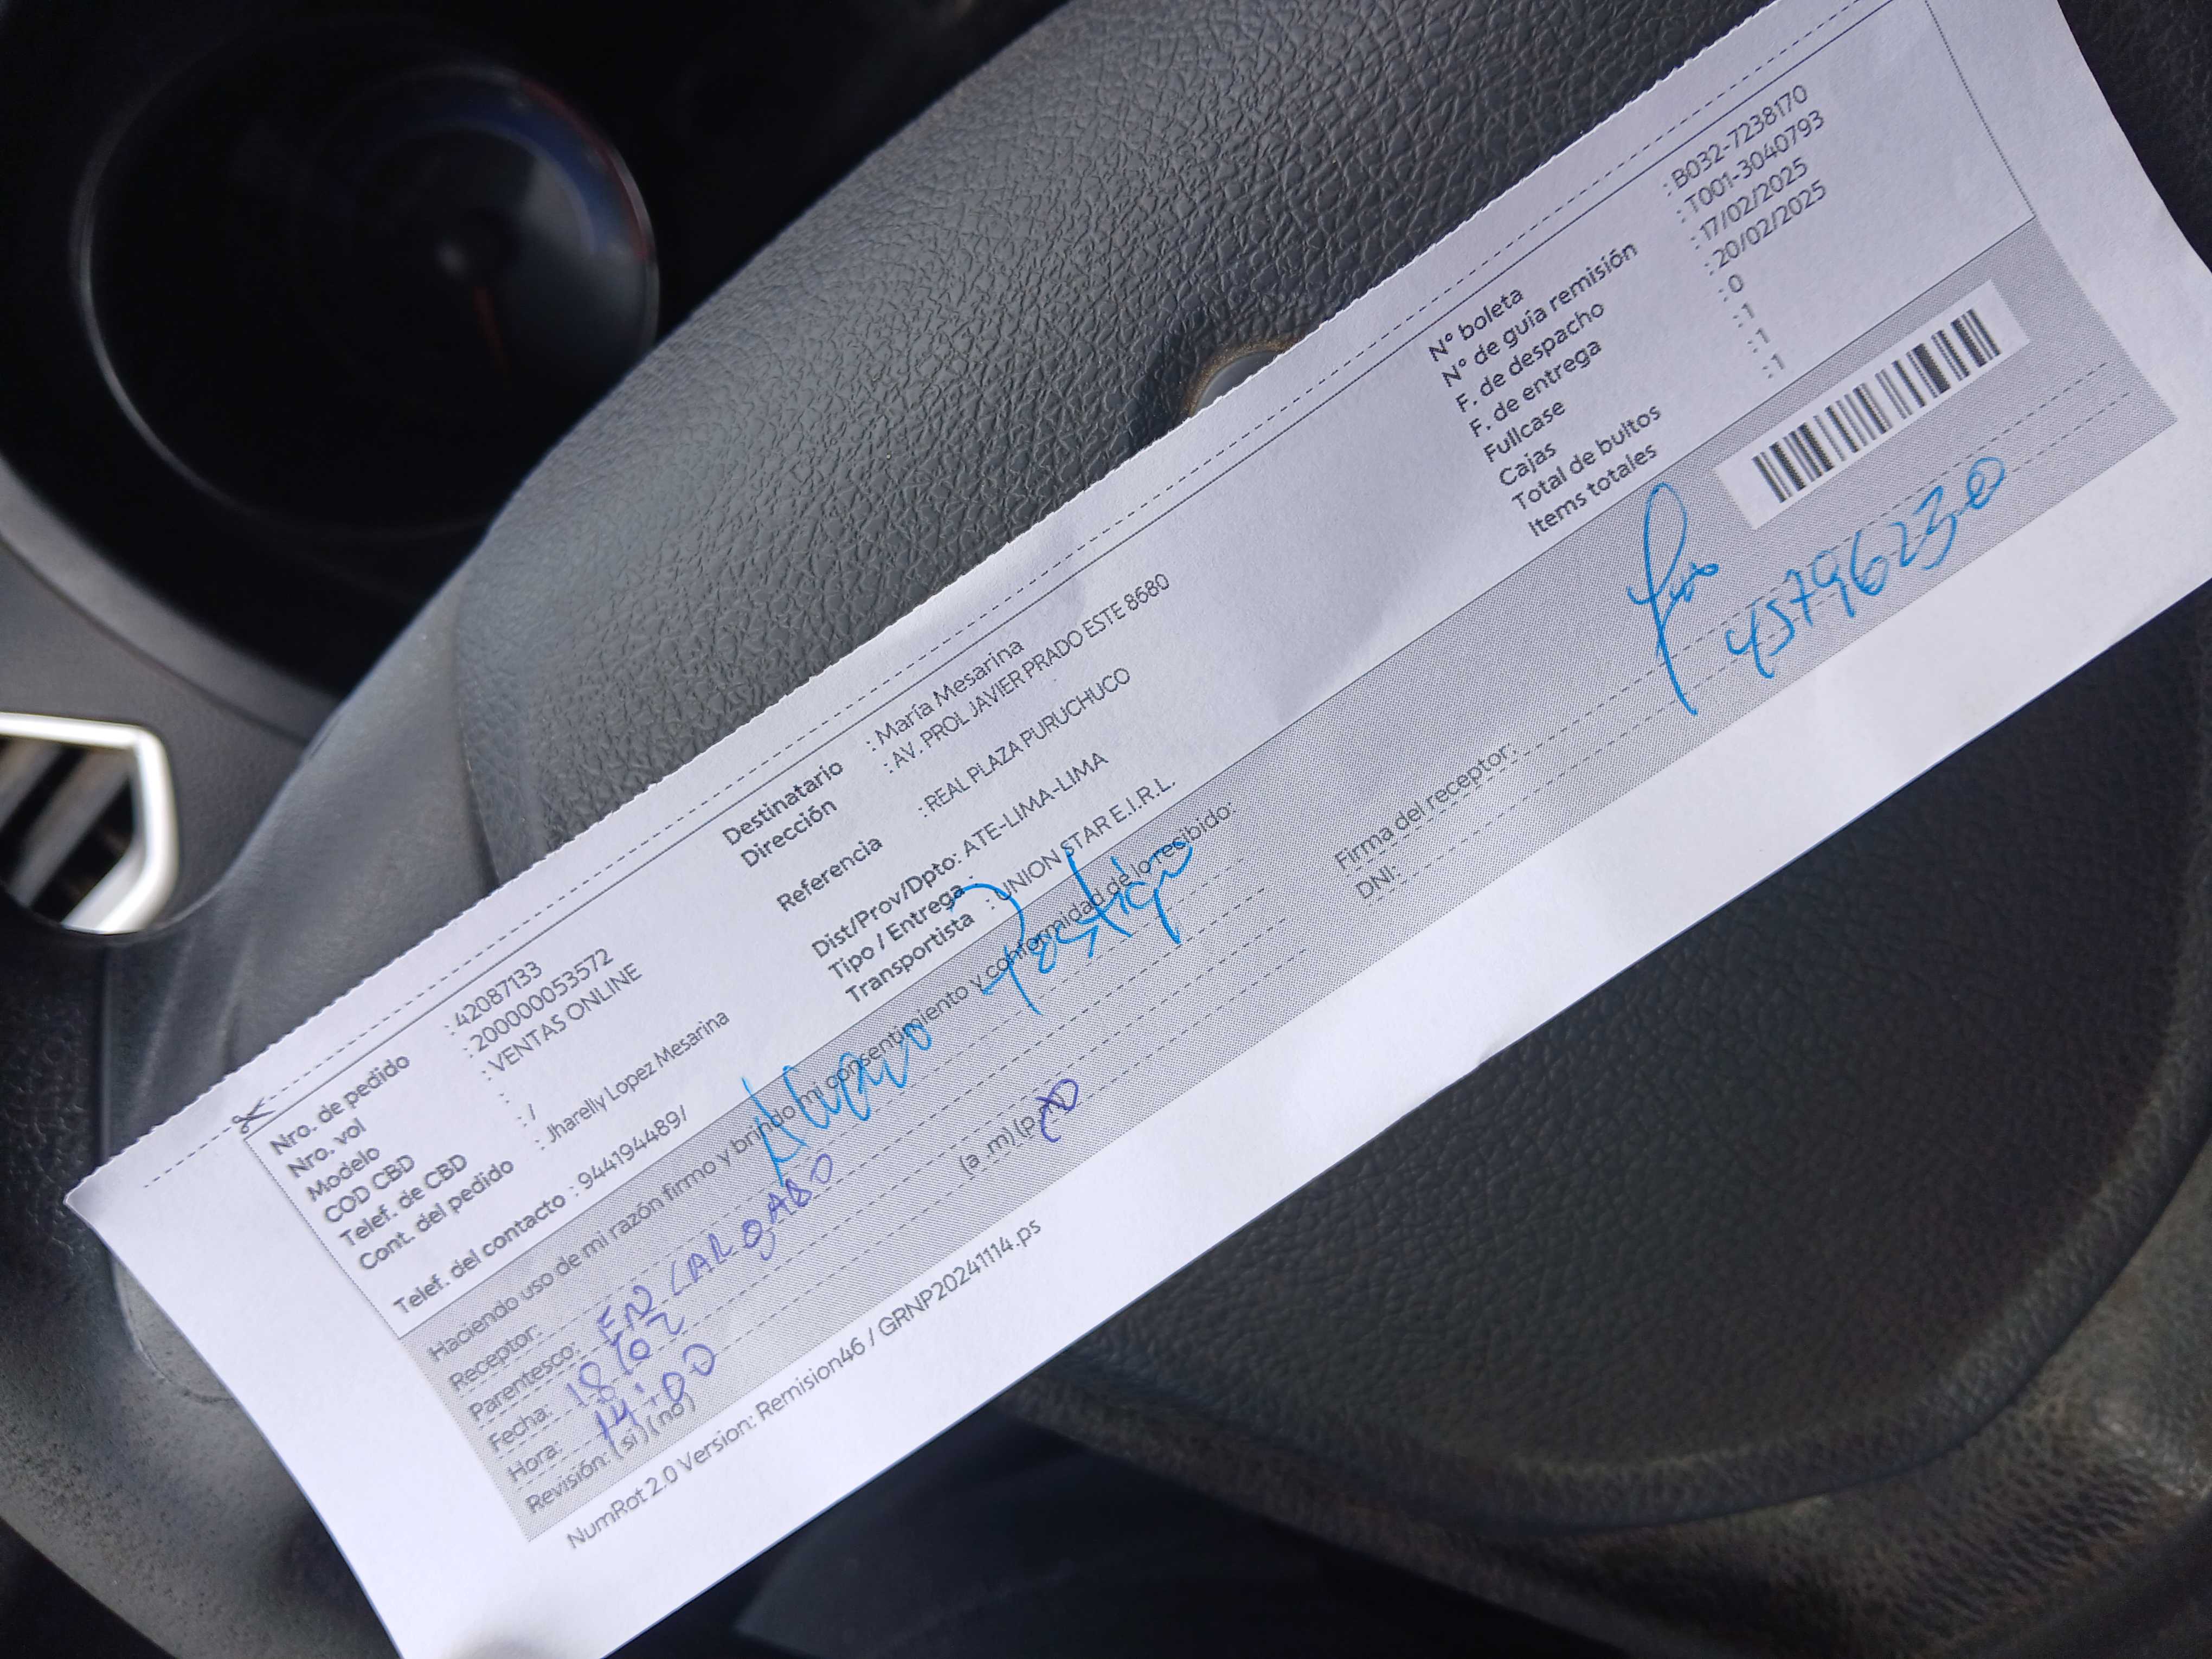 Nro. de pedido : 42087133
Nro. vol : 200000053572
Modelo : VENTAS ONLINE
COD CBD :
Telef. de CBD : /
Cont. del pedido : Jharelly Lopez Mesarina
Telef. del contacto : 944194489/
Destinatario : María Mesarina
Dirección : AV. PROL JAVIER PRADO ESTE 8680
Referencia : REAL PLAZA PURUCHUCO
Dist/Prov/Dpto: ATE-LIMA-LIMA
Tipo / Entrega :
Transportista : UNION STAR E.I.R.L.
N° boleta : B032-7238170
N° de guía remisión : T001-3040793
F. de despacho : 17/02/2025
F. de entrega : 20/02/2025
Fullcase : 0
Cajas : 1
Total de bultos : 1
Items totales : 1
Haciendo uso de mi razón firmo y brindo mi consentimiento y conformidad de lo recibido:
Receptor: Alvaro Postigo
Parentesco: ENCARGADO
Fecha: 18/02
Hora: 14:00 (a .m) (p.m)
Revisión: (si) (no)
Firma del receptor:
DNI: 45796230
NumRot 2.0 Version: Remision46 / GRNP20241114.ps